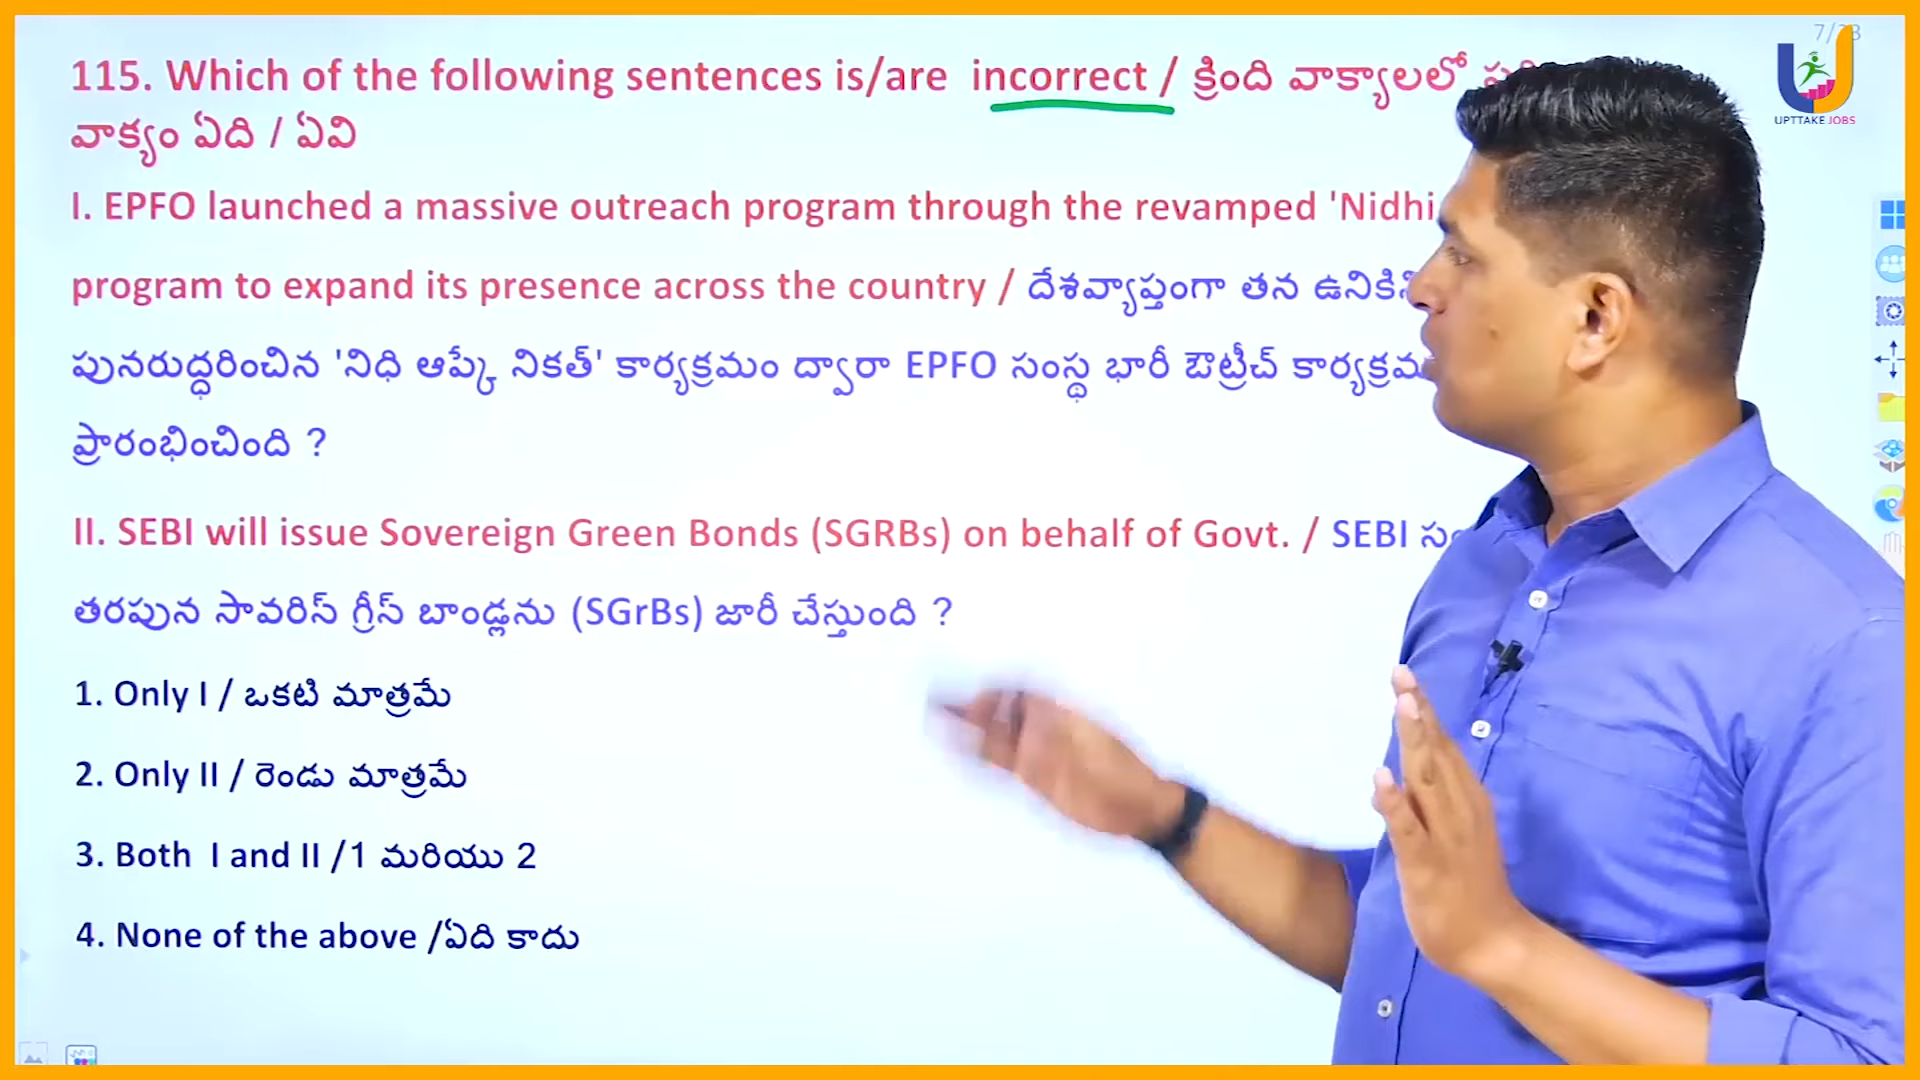 7/
115. Which of the following sentences is/are incorrect / క్రింది వాక్యాలలో
వాక్యం ఏది / ఏవి
I. EPFO launched a massive outreach program through the revamped 'Nidhi
program to expand its presence across the country / దేశవ్యాప్తంగా తన
పునరుద్ధరించిన 'నిధి ఆప్కే నికత్' కార్యక్రమం ద్వారా EPFO సంస్థ భారీ ఔట్రీచ్
ప్రారంభించింది ?
II. SEBI will issue Sovereign Green Bonds (SGRBs) on behalf of Govt. / SEBI
తరపున సావరిన్ గ్రీన్ బాండ్లను (SGrBs) జారీ చేస్తుంది ?
1. Only I / ఒకటి మాత్రమే
2. Only II / రెండు మాత్రమే
3. Both I and II /1 మరియు 2
4. None of the above /ఏది కాదు
UPTTAKE JOBS